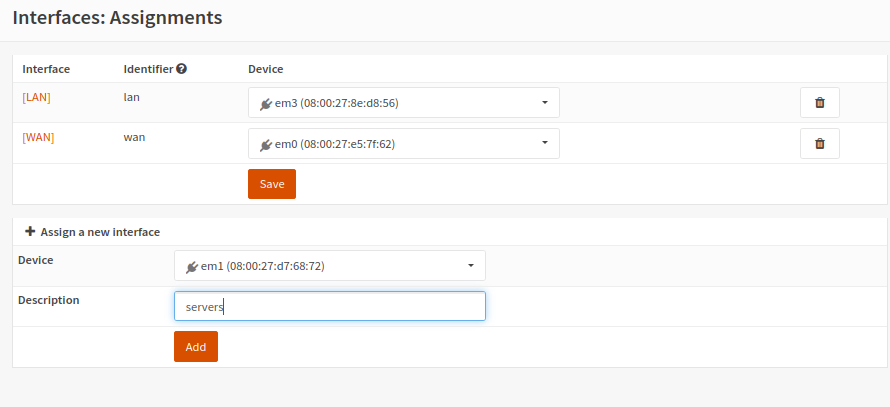 Interfaces: Assignments
Interface Identifier Device
[LAN] lan em3 (08:00:27:8e:d8:56)
[WAN] wan em0 (08:00:27:e5:7f:62)
Save
Assign a new interface
Device em1 (08:00:27:d7:68:72)
Description servers
Add